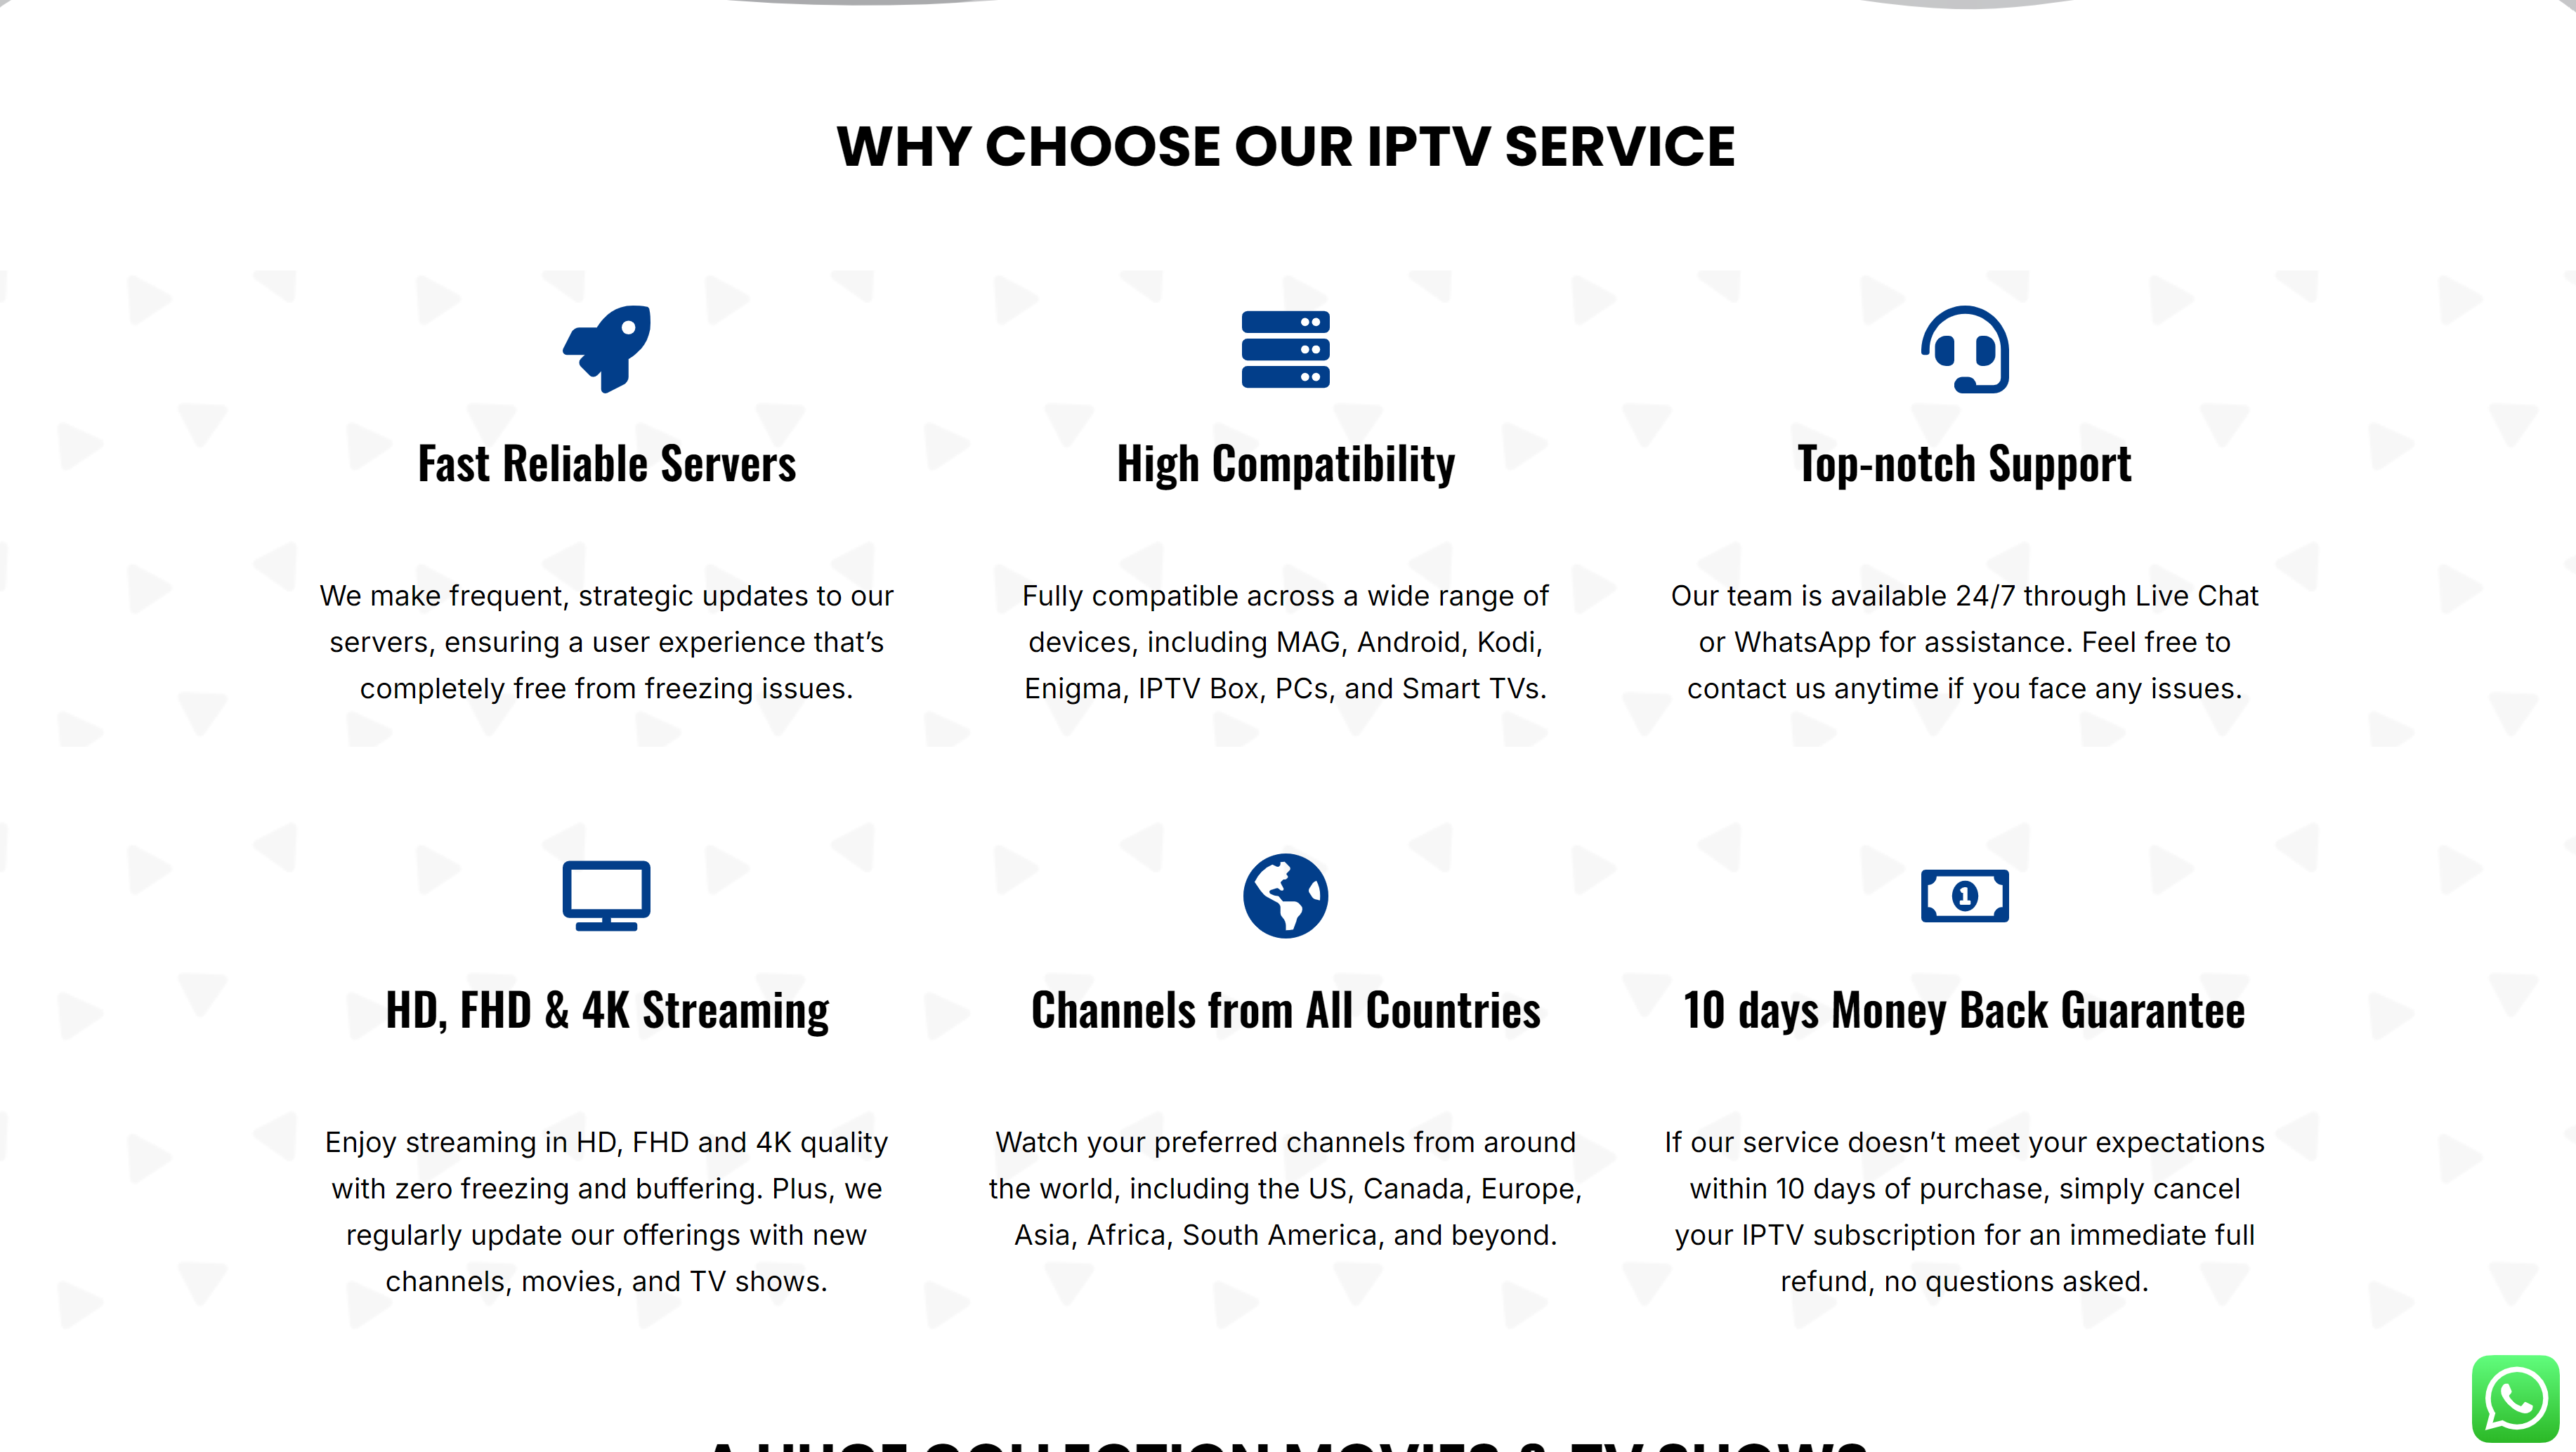 WHY CHOOSE OUR IPTV SERVICE
Fast Reliable Servers
We make frequent, strategic updates to our
servers, ensuring a user experience that’s
completely free from freezing issues.
High Compatibility
Fully compatible across a wide range of
devices, including MAG, Android, Kodi,
Enigma, IPTV Box, PCs, and Smart TVs.
Top-notch Support
Our team is available 24/7 through Live Chat
or WhatsApp for assistance. Feel free to
contact us anytime if you face any issues.
HD, FHD & 4K Streaming
Enjoy streaming in HD, FHD and 4K quality
with zero freezing and buffering. Plus, we
regularly update our offerings with new
channels, movies, and TV shows.
Channels from All Countries
Watch your preferred channels from around
the world, including the US, Canada, Europe,
Asia, Africa, South America, and beyond.
1
10 days Money Back Guarantee
If our service doesn’t meet your expectations
within 10 days of purchase, simply cancel
your IPTV subscription for an immediate full
refund, no questions asked.
A HUGE COLLECTION MOVIES & TV SHOWS